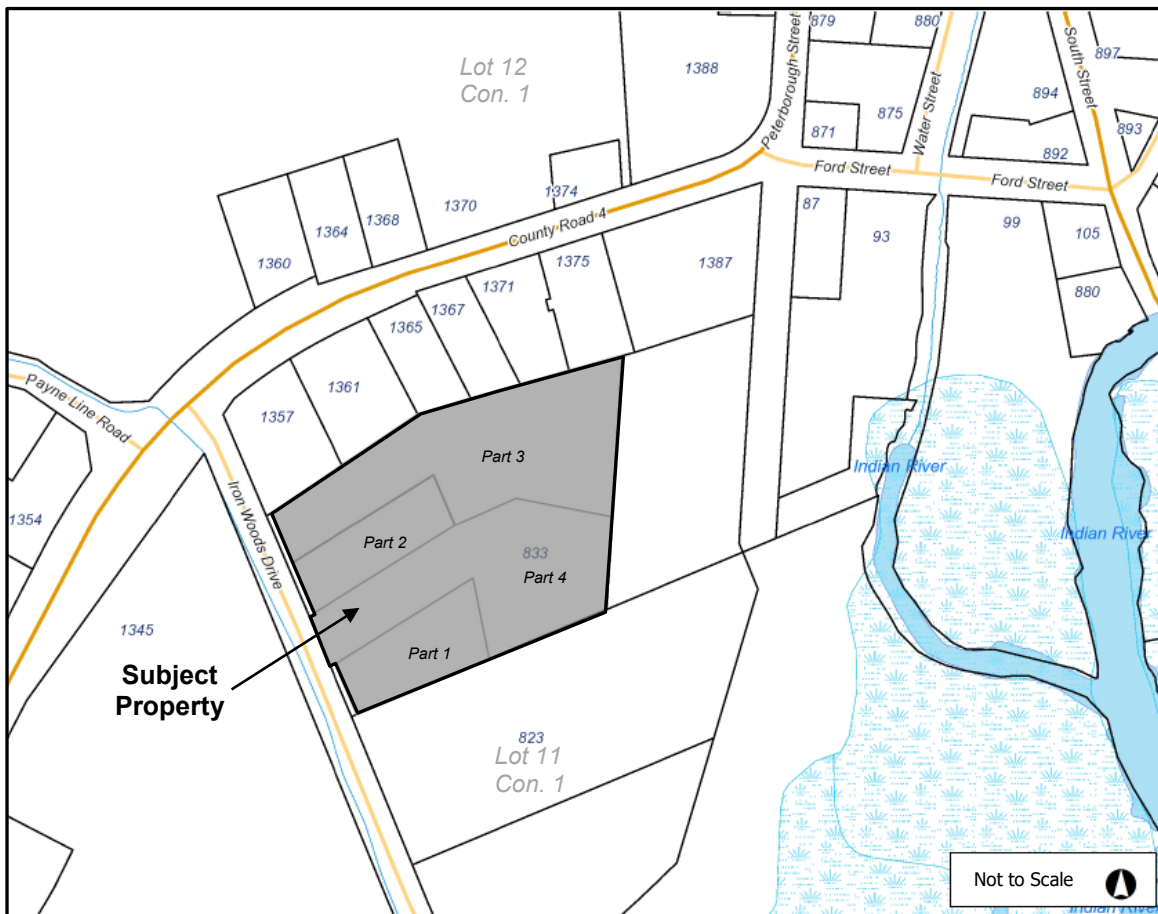 879
880
Lot 12
Con. 1
1388
Peterborough Street
South Street
897
875
894
871
Water Street
893
892
Ford Street
Ford Street
1374
1370
1368
1364
1360
County Road 4
87
93
99
105
880
1387
1375
1371
1367
1365
1361
1357
Payne Line Road
1354
Iron Woods Drive
Part 3
Part 2
833
Part 4
Part 1
Indian River
Indian River
1345
Subject
Property
823
Lot 11
Con. 1
Not to Scale
Indian River